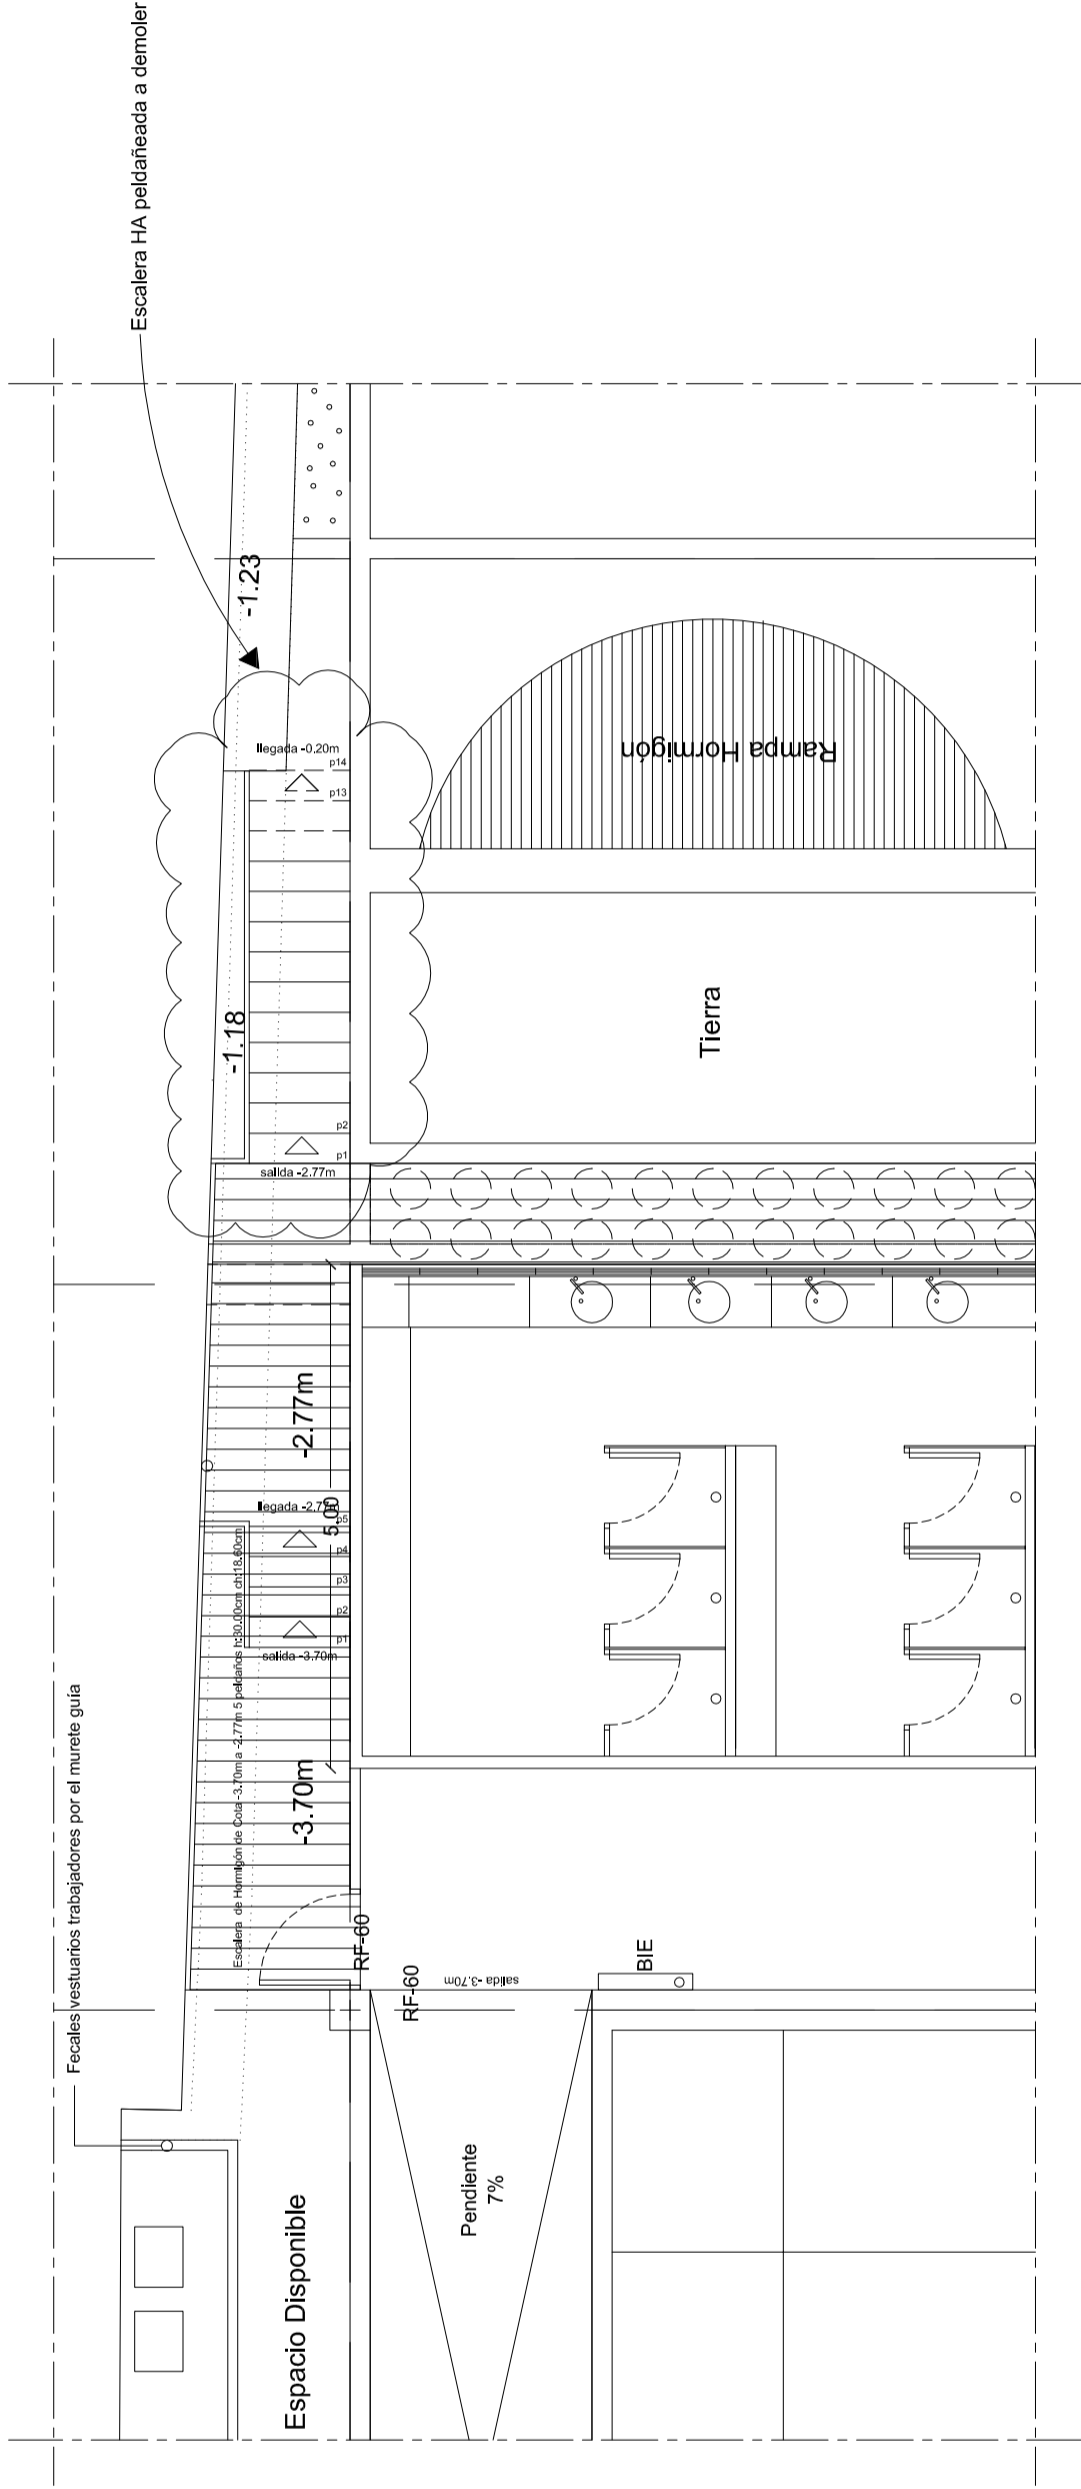 Escalera HA peldañeada a demoler
-1.23
llegada -0.20m
p14
p13
Rampa Hormigón
-1.18
Tierra
p2
p1
salida -2.77m
-2.77m
5.00
p5
p4
p3
p2
p1
salida -3.70m
Escalera de Hormigón de Cota -3.70m a -2.77m 5 peldaños h:30.00cm ch:18.60cm
-3.70m
Fecales vestuarios trabajadores por el murete guía
RF-60
RF-60
salida -3.70m
BIE
Pendiente
7%
Espacio Disponible